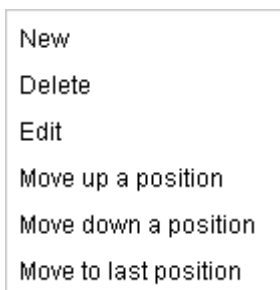 New
Delete
Edit
Move up a position
Move down a position
Move to last position